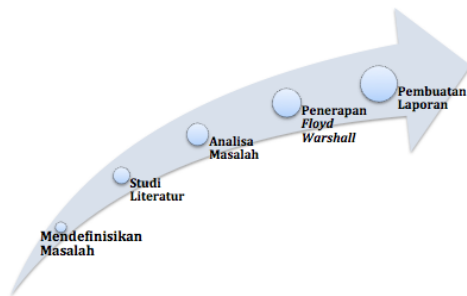 Mendefinisikan
Masalah
Studi
Literatur
Analisa
Masalah
Penerapan
Floyd
Warshall
Pembuatan
Laporan